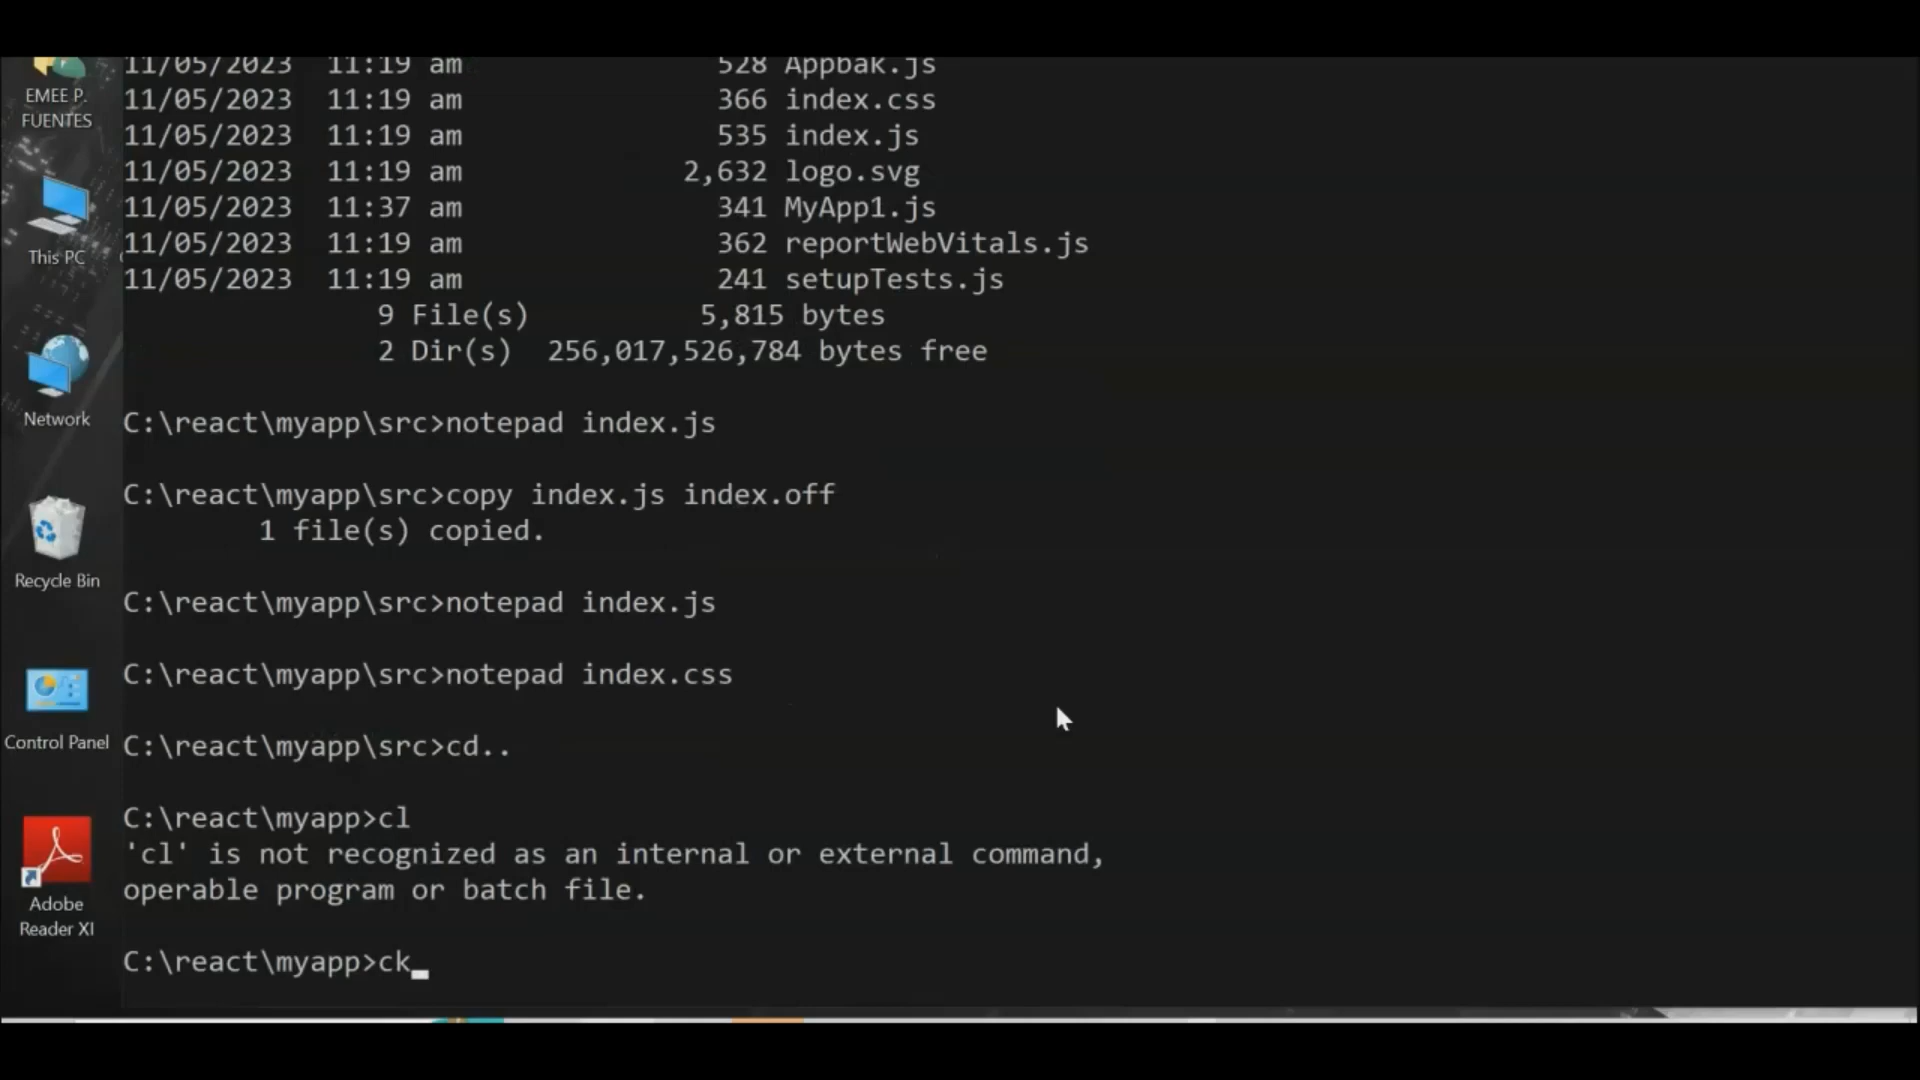 11/05/2023 11:19 am 528 Appbak.js
EMEE P.
FUENTES
11/05/2023 11:19 am 366 index.css
11/05/2023 11:19 am 535 index.js
11/05/2023 11:19 am 2,632 logo.svg
11/05/2023 11:37 am 341 MyApp1.js
11/05/2023 11:19 am 362 reportWebVitals.js
This PC
11/05/2023 11:19 am 241 setupTests.js
9 File(s) 5,815 bytes
2 Dir(s) 256,017,526,784 bytes free
Network
C:\react\myapp\src>notepad index.js
C:\react\myapp\src>copy index.js index.off
1 file(s) copied.
Recycle Bin
C:\react\myapp\src>notepad index.js
C:\react\myapp\src>notepad index.css
Control Panel
C:\react\myapp\src>cd..
C:\react\myapp>cl
'cl' is not recognized as an internal or external command,
operable program or batch file.
Adobe
Reader XI
C:\react\myapp>ck